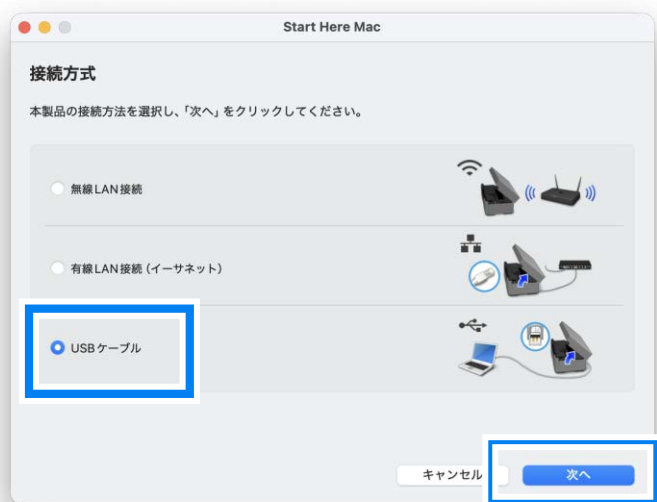 Start Here Mac
接続方式
本製品の接続方法を選択し、「次へ」をクリックしてください。
無線LAN接続
有線LAN接続（イーサネット）
USBケーブル
キャンセル
次へ